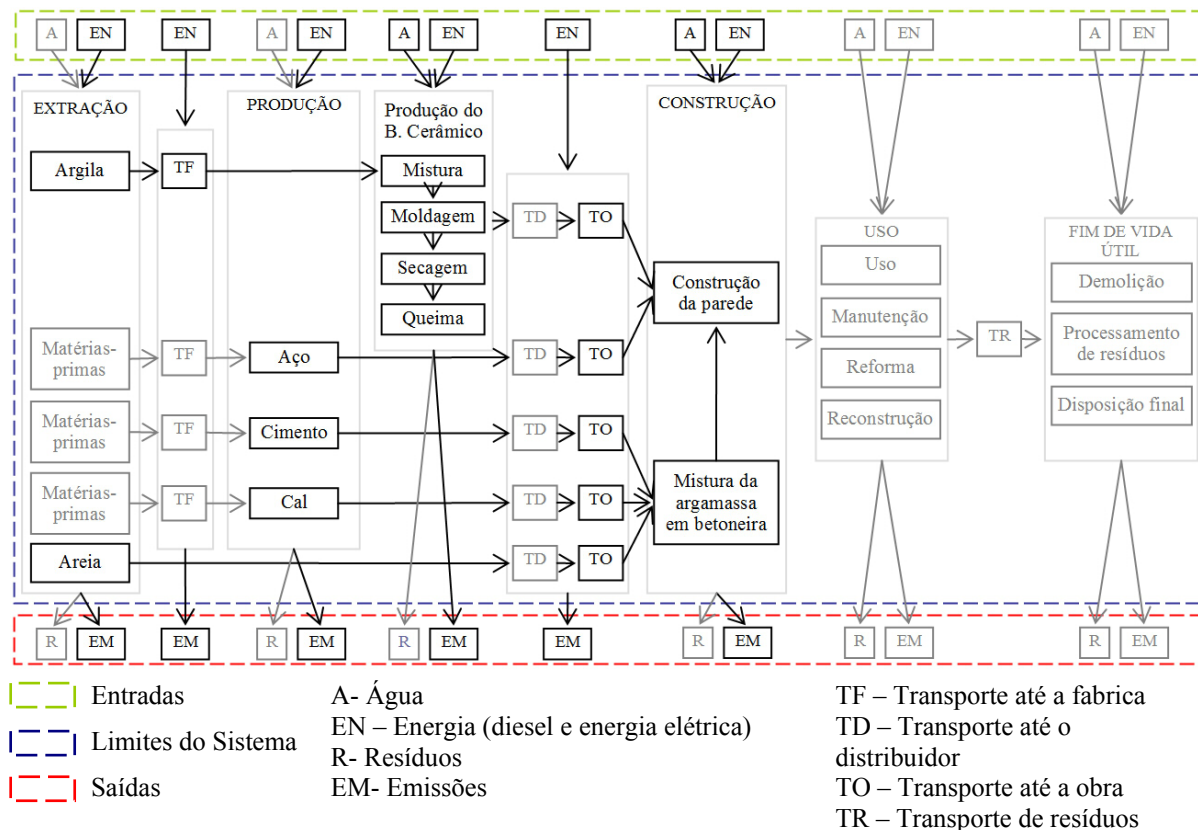 A EN EN A EN A EN EN A EN A EN A EN
EXTRAÇÃO
PRODUÇÃO
Produção do
B. Cerâmico
CONSTRUÇÃO
Argila
TF
Mistura
Moldagem
TD
TO
Secagem
Queima
Construção
da parede
USO
Uso
Manutenção
Reforma
Reconstrução
TR
FIM DE VIDA
ÚTIL
Demolição
Processamento
de resíduos
Disposição final
Matérias-
primas
TF
Aço
TD
TO
Matérias-
primas
TF
Cimento
TD
TO
Matérias-
primas
TF
Cal
TD
TO
Mistura da
argamassa
em betoneira
Areia
TD
TO
R EM EM R EM R EM EM R EM R EM R EM
Entradas
Limites do Sistema
Saídas
A- Água
EN – Energia (diesel e energia elétrica)
R- Resíduos
EM- Emissões
TF – Transporte até a fabrica
TD – Transporte até o
distribuidor
TO – Transporte até a obra
TR – Transporte de resíduos